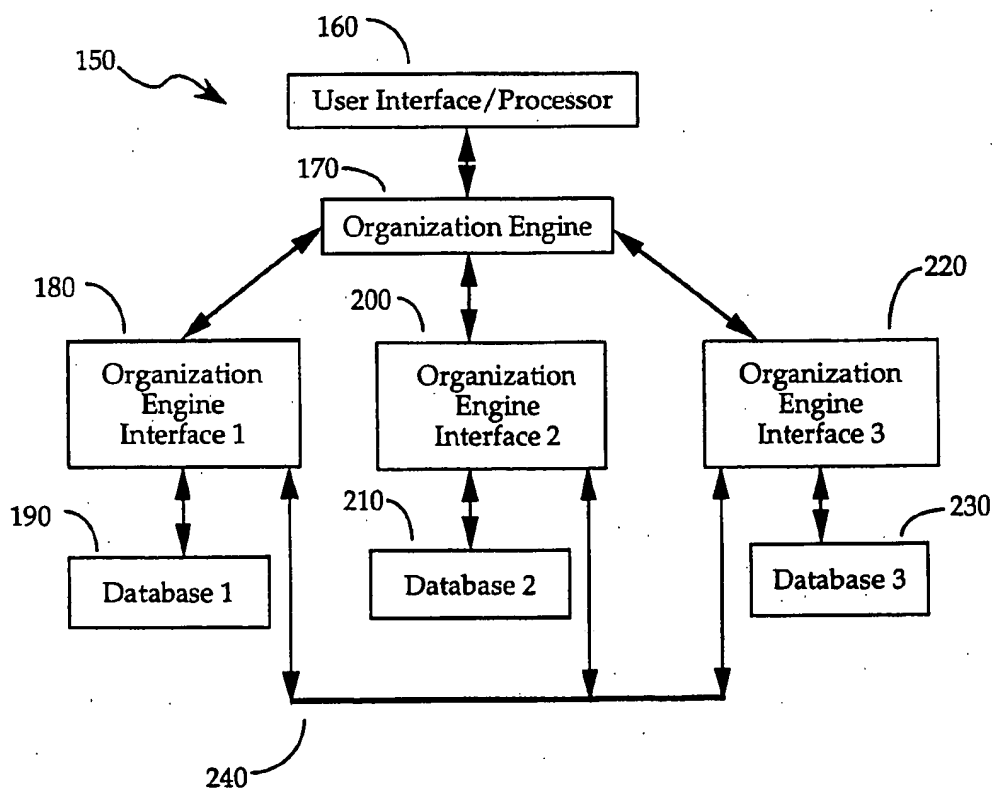 160
150
User Interface/Processor
170
Organization Engine
180
200
220
Organization
Engine
Interface 1
Organization
Engine
Interface 2
Organization
Engine
Interface 3
190
210
230
Database 1
Database 2
Database 3
240